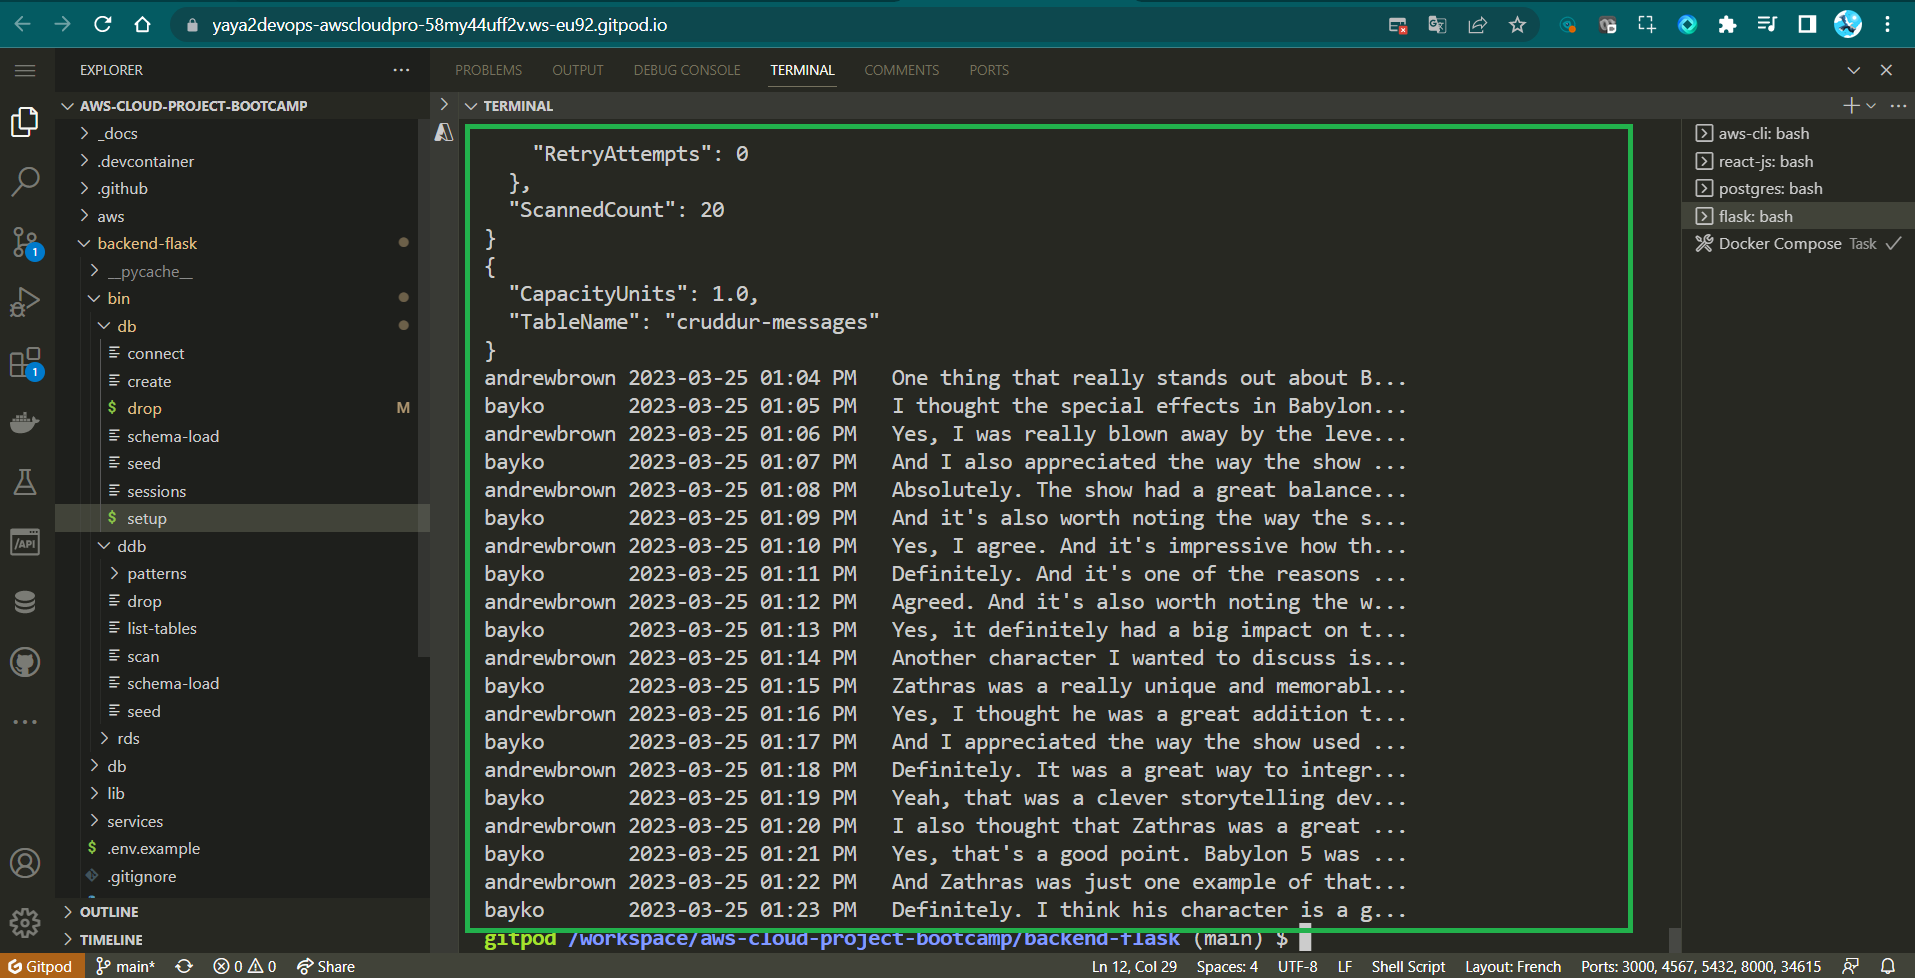 yaya2devops-awscloudpro-58my44uff2v.ws-eu92.gitpod.io
EXPLORER
AWS-CLOUD-PROJECT-BOOTCAMP
_docs
.devcontainer
.github
aws
backend-flask
__pycache__
bin
db
connect
create
$ drop M
schema-load
seed
sessions
$ setup
ddb
patterns
drop
list-tables
scan
schema-load
seed
rds
db
lib
services
$ .env.example
.gitignore
OUTLINE
TIMELINE
1
1
/API
PROBLEMS OUTPUT DEBUG CONSOLE TERMINAL COMMENTS PORTS
TERMINAL
"RetryAttempts": 0
},
"ScannedCount": 20
}
{
"CapacityUnits": 1.0,
"TableName": "cruddur-messages"
}
andrewbrown 2023-03-25 01:04 PM One thing that really stands out about B...
bayko 2023-03-25 01:05 PM I thought the special effects in Babylon...
andrewbrown 2023-03-25 01:06 PM Yes, I was really blown away by the leve...
bayko 2023-03-25 01:07 PM And I also appreciated the way the show ...
andrewbrown 2023-03-25 01:08 PM Absolutely. The show had a great balance...
bayko 2023-03-25 01:09 PM And it's also worth noting the way the s...
andrewbrown 2023-03-25 01:10 PM Yes, I agree. And it's impressive how th...
bayko 2023-03-25 01:11 PM Definitely. And it's one of the reasons ...
andrewbrown 2023-03-25 01:12 PM Agreed. And it's also worth noting the w...
bayko 2023-03-25 01:13 PM Yes, it definitely had a big impact on t...
andrewbrown 2023-03-25 01:14 PM Another character I wanted to discuss is...
bayko 2023-03-25 01:15 PM Zathras was a really unique and memorabl...
andrewbrown 2023-03-25 01:16 PM Yes, I thought he was a great addition t...
bayko 2023-03-25 01:17 PM And I appreciated the way the show used ...
andrewbrown 2023-03-25 01:18 PM Definitely. It was a great way to integr...
bayko 2023-03-25 01:19 PM Yeah, that was a clever storytelling dev...
andrewbrown 2023-03-25 01:20 PM I also thought that Zathras was a great ...
bayko 2023-03-25 01:21 PM Yes, that's a good point. Babylon 5 was ...
andrewbrown 2023-03-25 01:22 PM And Zathras was just one example of that...
bayko 2023-03-25 01:23 PM Definitely. I think his character is a g...
gitpod /workspace/aws-cloud-project-bootcamp/backend-flask (main) $
aws-cli: bash
react-js: bash
postgres: bash
flask: bash
Docker Compose Task
Gitpod main* 0 0 Share Ln 12, Col 29 Spaces: 4 UTF-8 LF Shell Script Layout: French Ports: 3000, 4567, 5432, 8000, 34615